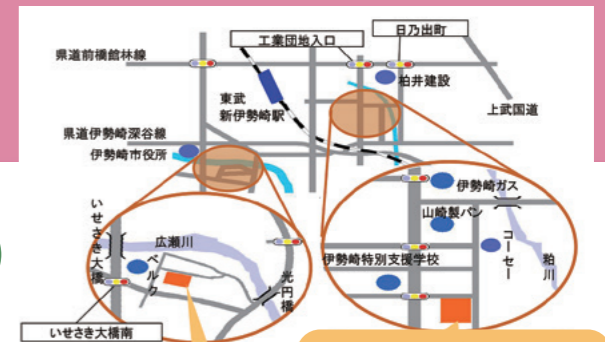 工業団地入口
日乃出町
県道前橋館林線
柏井建設
東武
新伊勢崎駅
上武国道
県道伊勢崎深谷線
伊勢崎市役所
伊勢崎ガス
山崎製パン
いせさき大橋
広瀬川
ベルク
光円橋
伊勢崎特別支援学校
コーセー
粕川
いせさき大橋南